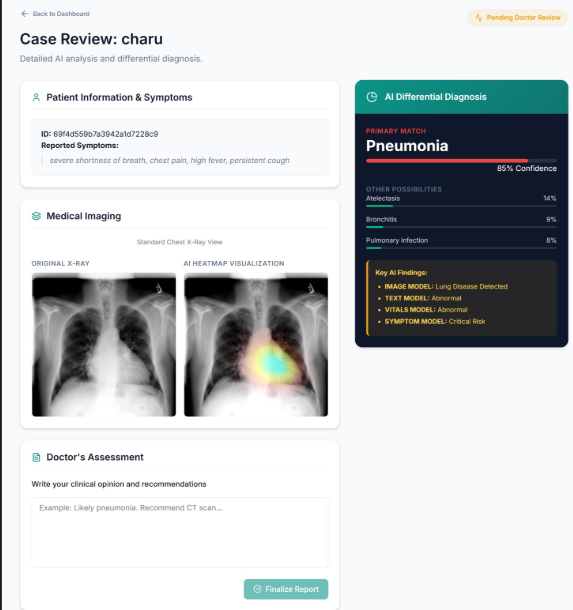 ← Back to Dashboard
Pending Doctor Review
Case Review: charu
Detailed AI analysis and differential diagnosis.
Patient Information & Symptoms
ID: 69f4d559b7a3942a1d7228c9
Reported Symptoms:
severe shortness of breath, chest pain, high fever, persistent cough
Medical Imaging
Standard Chest X-Ray View
ORIGINAL X-RAY
AI HEATMAP VISUALIZATION
Doctor's Assessment
Write your clinical opinion and recommendations
Example: Likely pneumonia. Recommend CT scan...
Finalize Report
AI Differential Diagnosis
PRIMARY MATCH
Pneumonia
85% Confidence
OTHER POSSIBILITIES
Atelectasis 14%
Bronchitis 9%
Pulmonary infection 8%
Key AI Findings:
• IMAGE MODEL: Lung Disease Detected
• TEXT MODEL: Abnormal
• VITALS MODEL: Abnormal
• SYMPTOM MODEL: Critical Risk